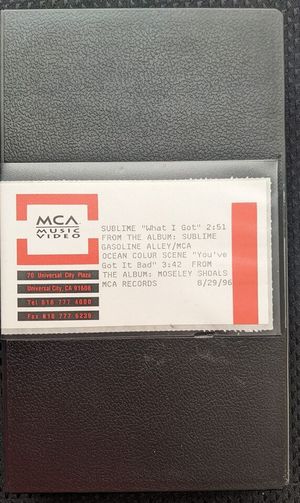 MCA
MUSIC
VIDEO
70 Universal City Plaza
Universal City, CA 91608
Tel 818 777 4000
Fax 818 777 6239
SUBLIME "What I Got" 2:51
FROM THE ALBUM: SUBLIME
GASOLINE ALLEY/MCA
OCEAN COLUR SCENE "You've
Got It Bad" 3:42 FROM
THE ALBUM: MOSELEY SHOALS
MCA RECORDS 8/29/96